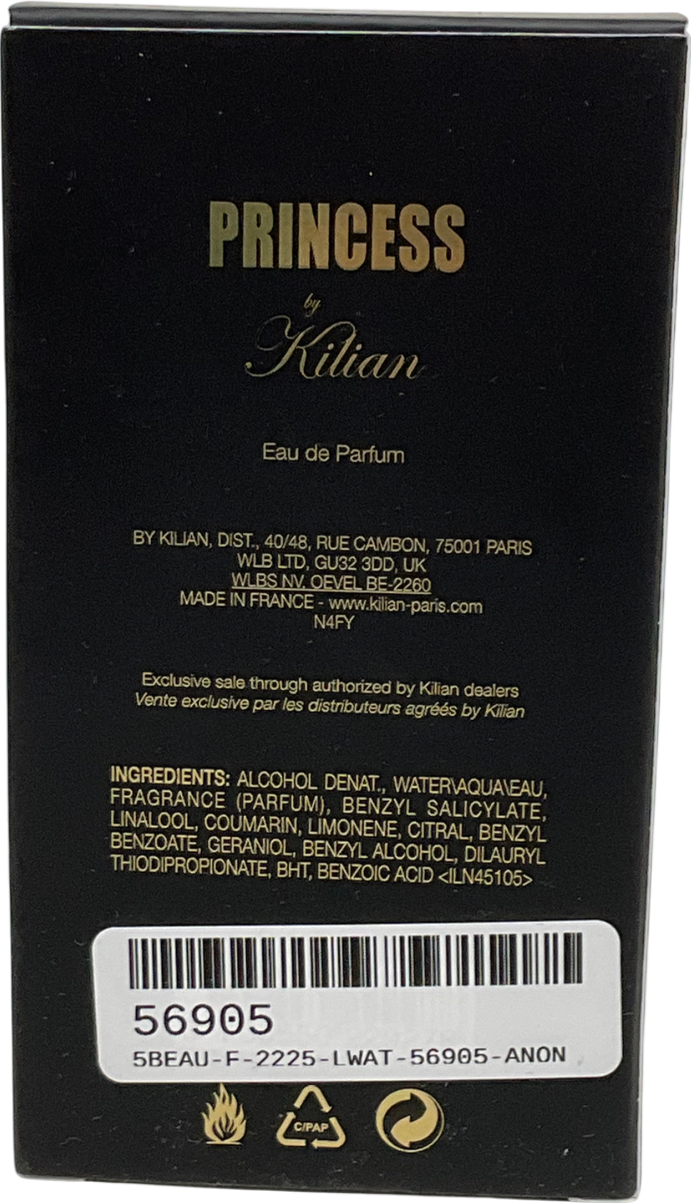 PRINCESS
by
Kilian
Eau de Parfum
BY KILIAN, DIST., 40/48, RUE CAMBON, 75001 PARIS
WLB LTD, GU32 3DD, UK
WLBS NV. OEVEL BE-2260
MADE IN FRANCE - www.kilian-paris.com
N4FY
Exclusive sale through authorized by Kilian dealers
Vente exclusive par les distributeurs agréés by Kilian
INGREDIENTS: ALCOHOL DENAT., WATER\AQUA\EAU,
FRAGRANCE (PARFUM), BENZYL SALICYLATE,
LINALOOL, COUMARIN, LIMONENE, CITRAL, BENZYL
BENZOATE, GERANIOL, BENZYL ALCOHOL, DILAURYL
THIODIPROPIONATE, BHT, BENZOIC ACID <ILN45105>
56905
5BEAU-F-2225-LWAT-56905-ANON
C/PAP